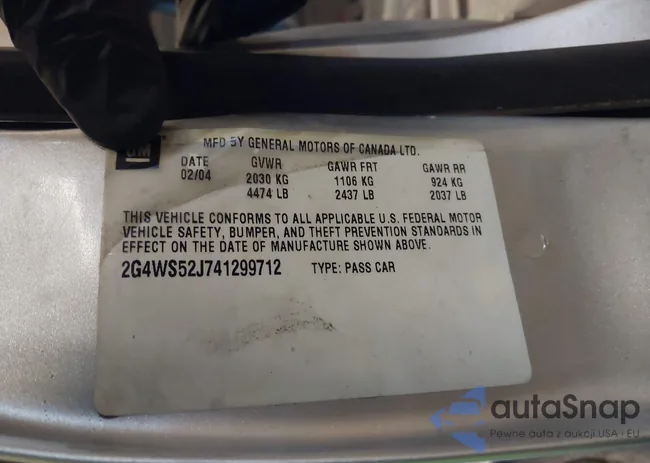 GM
MFD BY GENERAL MOTORS OF CANADA LTD.
DATE GVWR GAWR FRT GAWR RR
02/04 2030 KG 1106 KG 924 KG
4474 LB 2437 LB 2037 LB
THIS VEHICLE CONFORMS TO ALL APPLICABLE U.S. FEDERAL MOTOR
VEHICLE SAFETY, BUMPER, AND THEFT PREVENTION STANDARDS IN
EFFECT ON THE DATE OF MANUFACTURE SHOWN ABOVE.
2G4WS52J741299712 TYPE: PASS CAR
autaSnap
Pewne auta z aukcji USA · EU